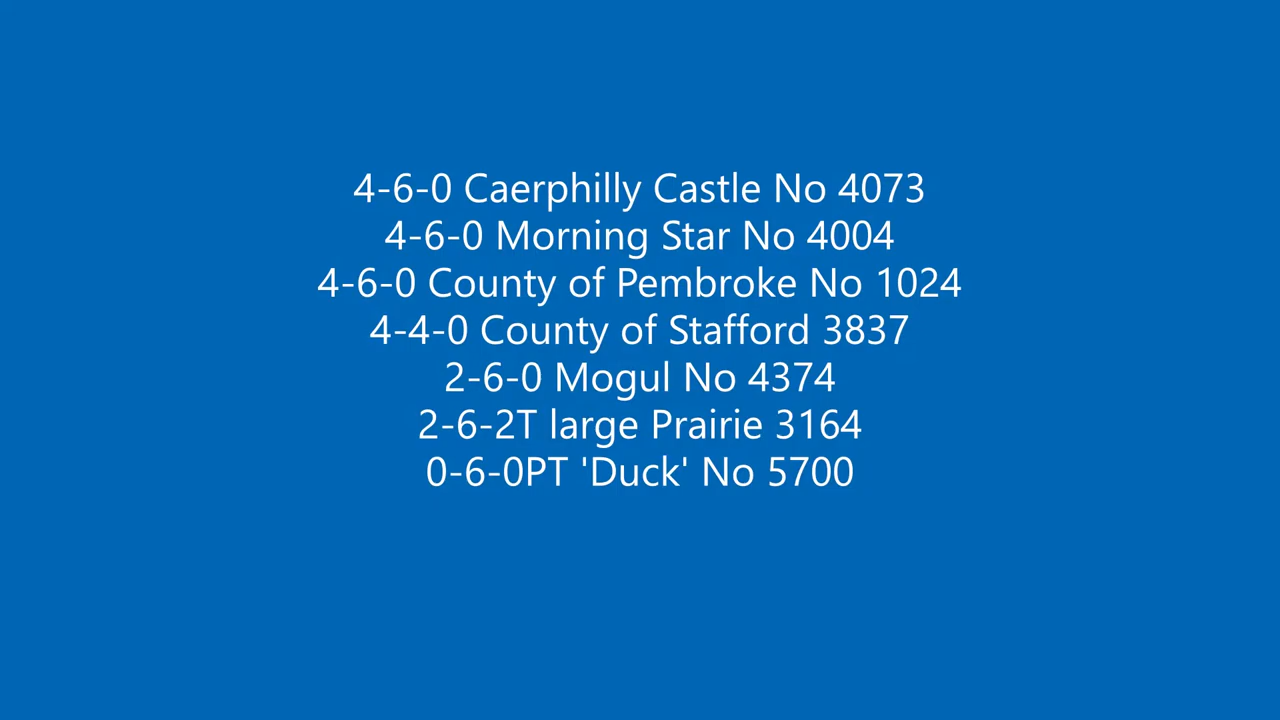 4-6-0 Caerphilly Castle No 4073
4-6-0 Morning Star No 4004
4-6-0 County of Pembroke No 1024
4-4-0 County of Stafford 3837
2-6-0 Mogul No 4374
2-6-2T large Prairie 3164
0-6-0PT 'Duck' No 5700